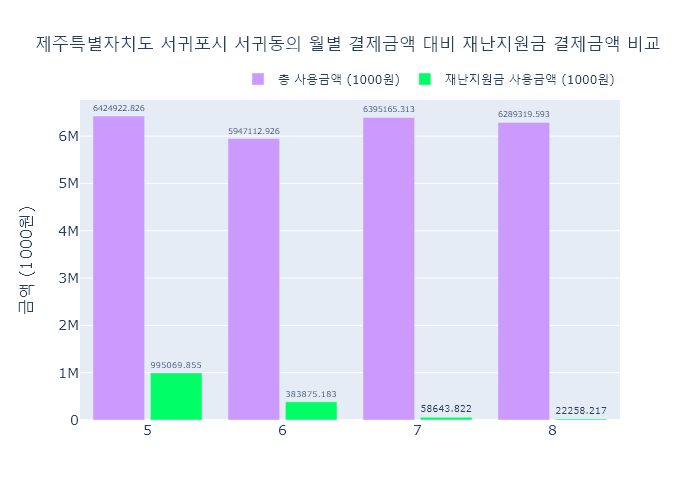 제주특별자치도 서귀포시 서귀동의 월별 결제금액 대비 재난지원금 결제금액 비교
총 사용금액 (1000원) 재난지원금 사용금액 (1000원)
6424922.826 5947112.926 6395165.313 6289319.593
6M
5M
4M
3M
2M
1M
0
995069.855 383875.183 58643.822 22258.217
5 6 7 8
금액 (1000원)